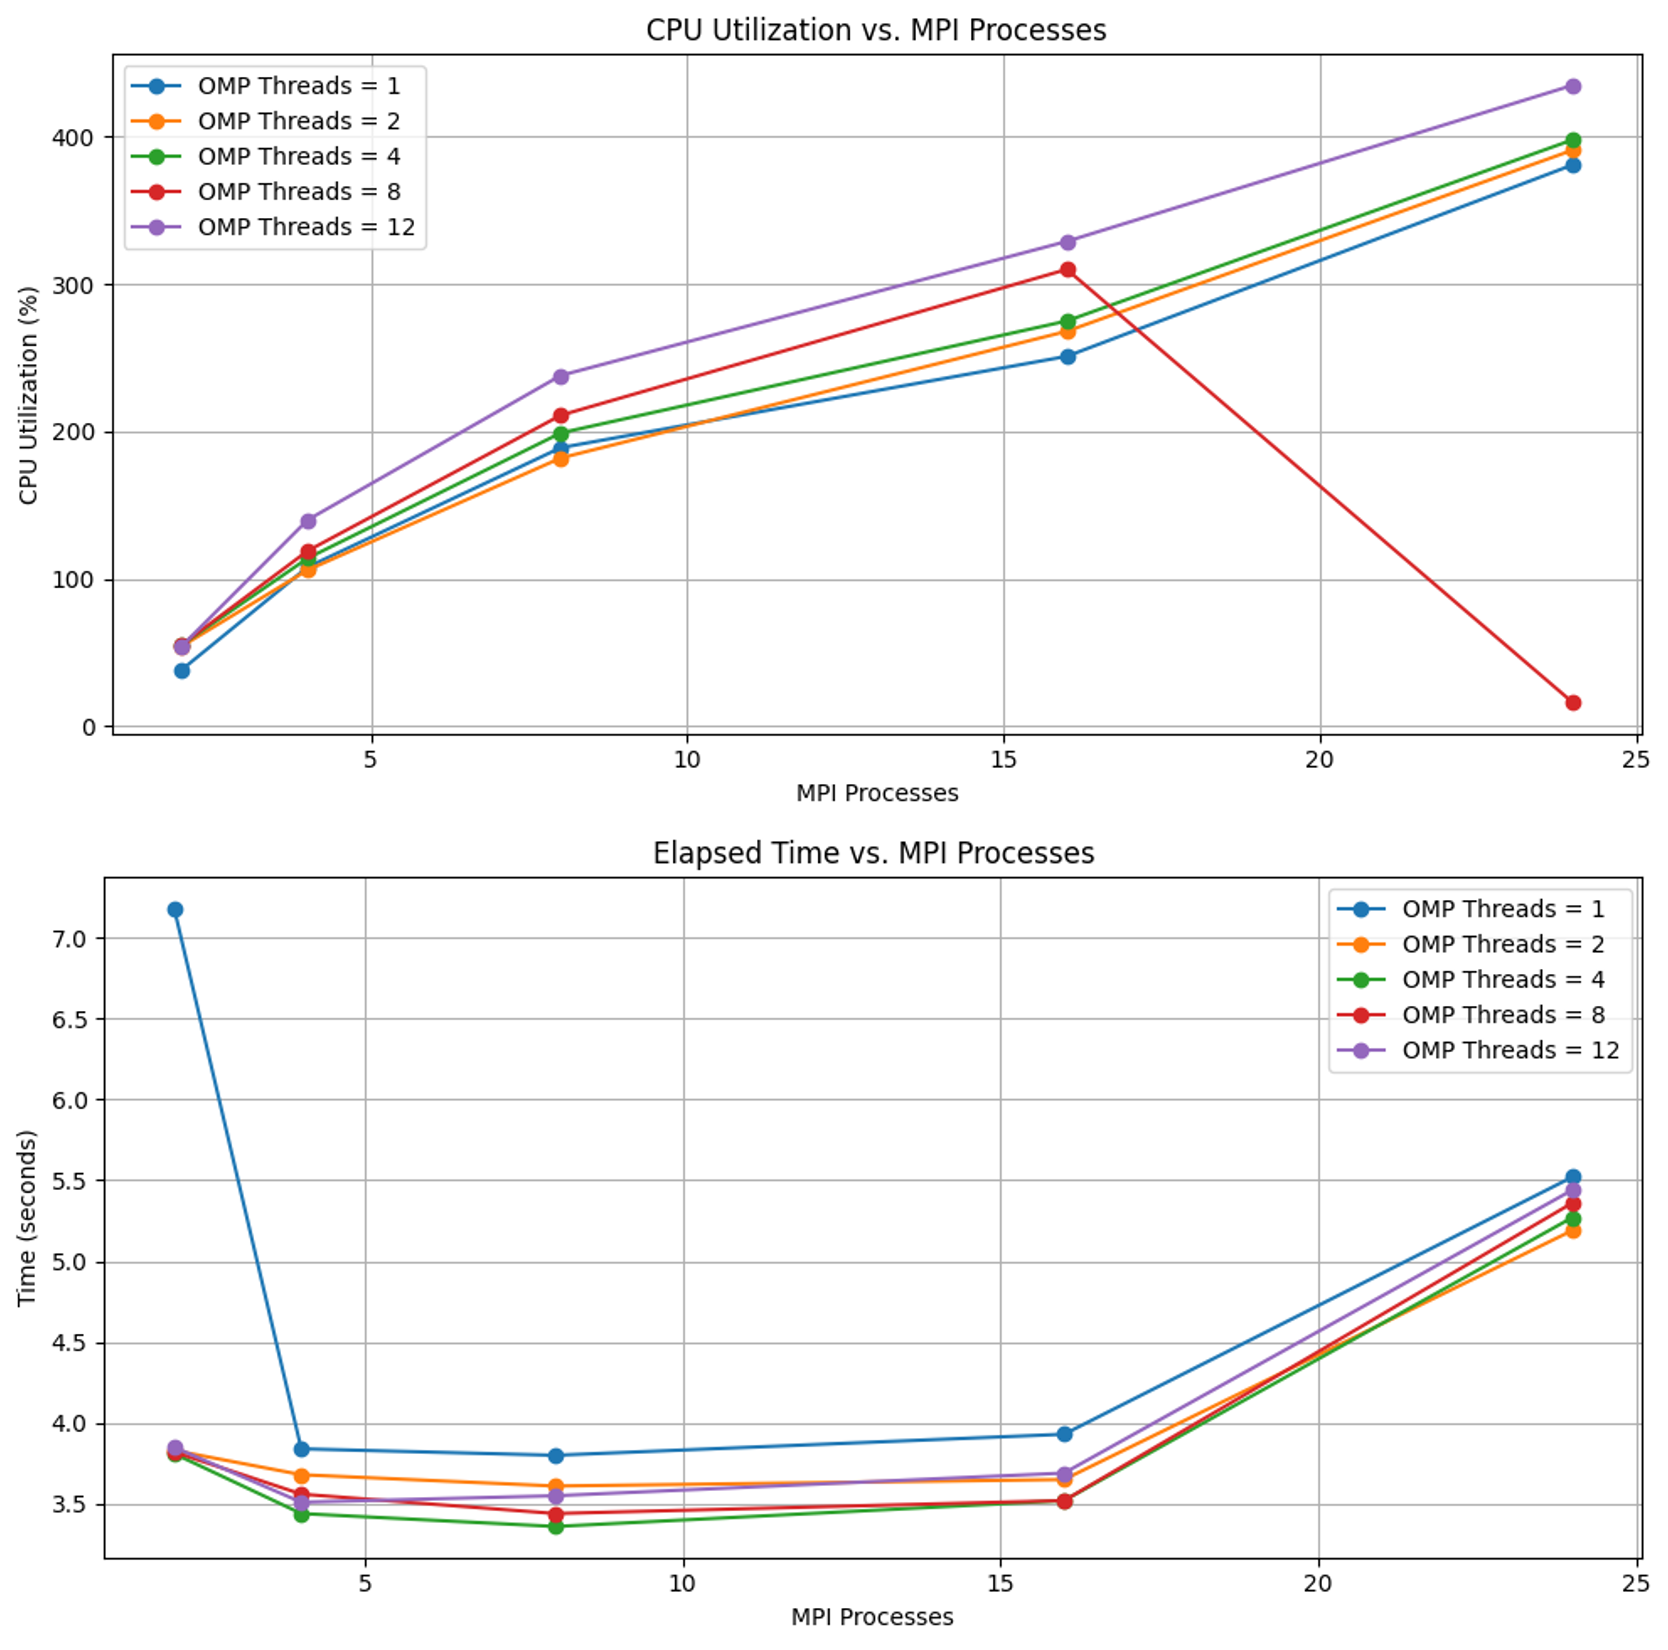 CPU Utilization vs. MPI Processes
OMP Threads = 1
OMP Threads = 2
OMP Threads = 4
OMP Threads = 8
OMP Threads = 12
400
300
200
100
0
CPU Utilization (%)
5 10 15 20 25
MPI Processes
Elapsed Time vs. MPI Processes
OMP Threads = 1
OMP Threads = 2
OMP Threads = 4
OMP Threads = 8
OMP Threads = 12
7.0
6.5
6.0
5.5
5.0
4.5
4.0
3.5
Time (seconds)
5 10 15 20 25
MPI Processes